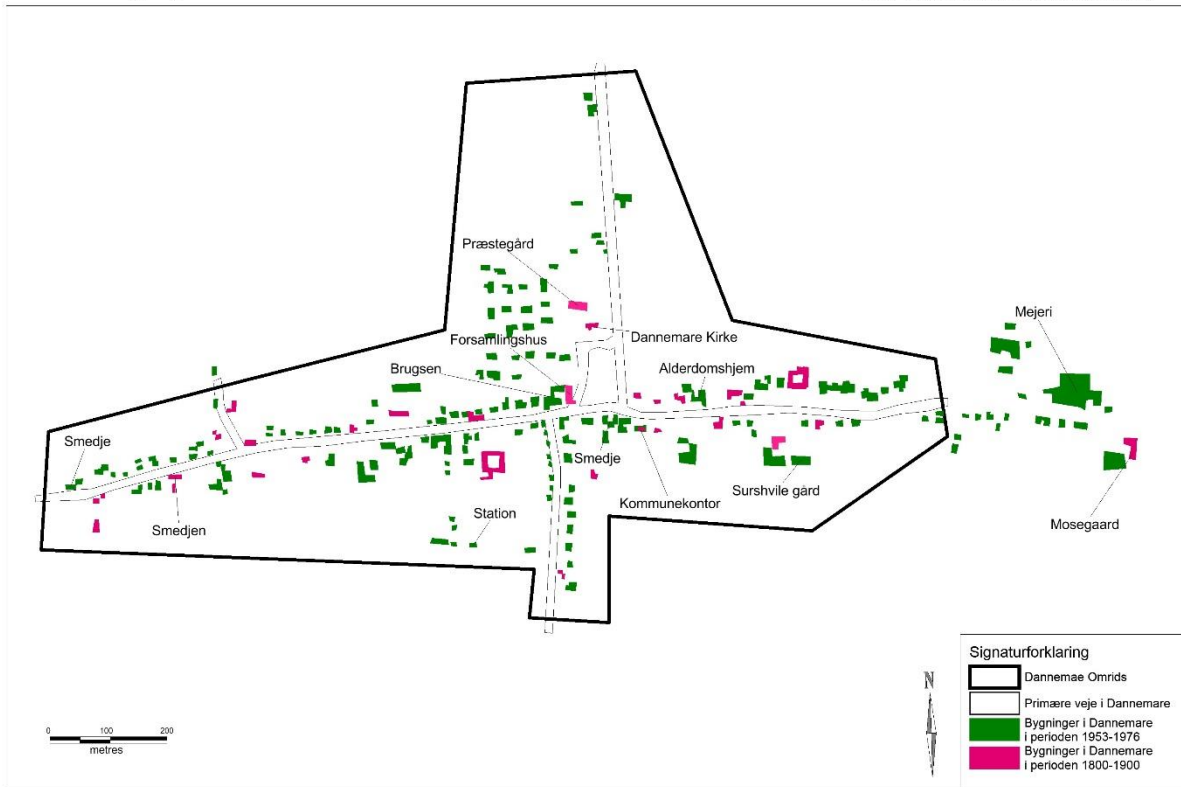 Præstegård
Mejeri
Forsamlingshus
Dannemare Kirke
Brugsen
Alderdomshjem
Smedje
Smedje
Surshvile gård
Kommunekontor
Station
Smedjen
Mosegaard
Signaturforklaring
Dannemae Omrids
Primære veje i Dannemare
Bygninger i Dannemare
i perioden 1953-1976
Bygninger i Dannemare
i perioden 1800-1900
N
0 100 200
metres